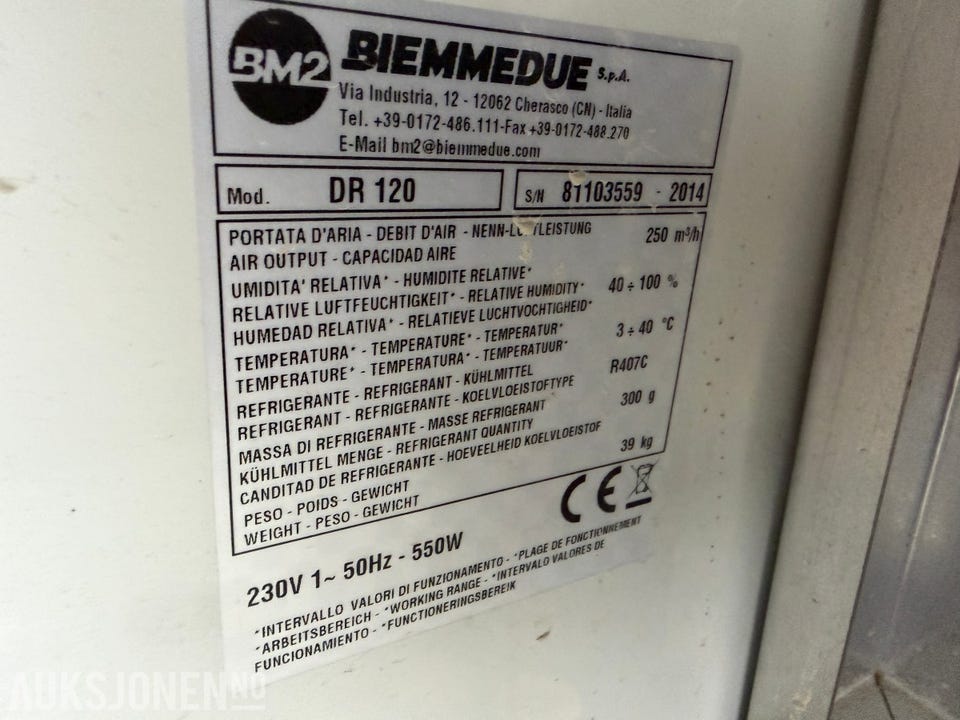 BM2 BIEMMEDUE S.p.A.
Via Industria, 12 - 12062 Cherasco (CN) - Italia
Tel. +39-0172-486.111-Fax +39-0172-488.270
E-Mail bm2@biemmedue.com
Mod. DR 120 S/N 81103559 - 2014
PORTATA D'ARIA - DEBIT D'AIR - NENN-LUFTLEISTUNG 250 m³/h
AIR OUTPUT - CAPACIDAD AIRE
UMIDITA' RELATIVA* - HUMIDITE RELATIVE*
RELATIVE LUFTFEUCHTIGKEIT* - RELATIVE HUMIDITY* 40 ÷ 100 %
HUMEDAD RELATIVA* - RELATIEVE LUCHTVOCHTIGHEID*
TEMPERATURA* - TEMPERATURE* - TEMPERATUR* 3 ÷ 40 °C
TEMPERATURE* - TEMPERATURA* - TEMPERATUUR*
REFRIGERANTE - REFRIGERANT - KÜHLMITTEL R407C
REFRIGERANT - REFRIGERANTE - KOELVLOEISTOFTYPE
MASSA DI REFRIGERANTE - MASSE REFRIGERANT 300 g
KÜHLMITTEL MENGE - REFRIGERANT QUANTITY
CANDITAD DE REFRIGERANTE - HOEVEELHEID KOELVLOEISTOF
PESO - POIDS - GEWICHT 39 kg
WEIGHT - PESO - GEWICHT
CE
230V 1~ 50Hz - 550W
*INTERVALLO VALORI DI FUNZIONAMENTO - *PLAGE DE FONCTIONNEMENT
*ARBEITSBEREICH - *WORKING RANGE - *INTERVALO VALORES DE
FUNCIONAMIENTO - *FUNCTIONERINGSBEREIK
AUKSJONEN.NO